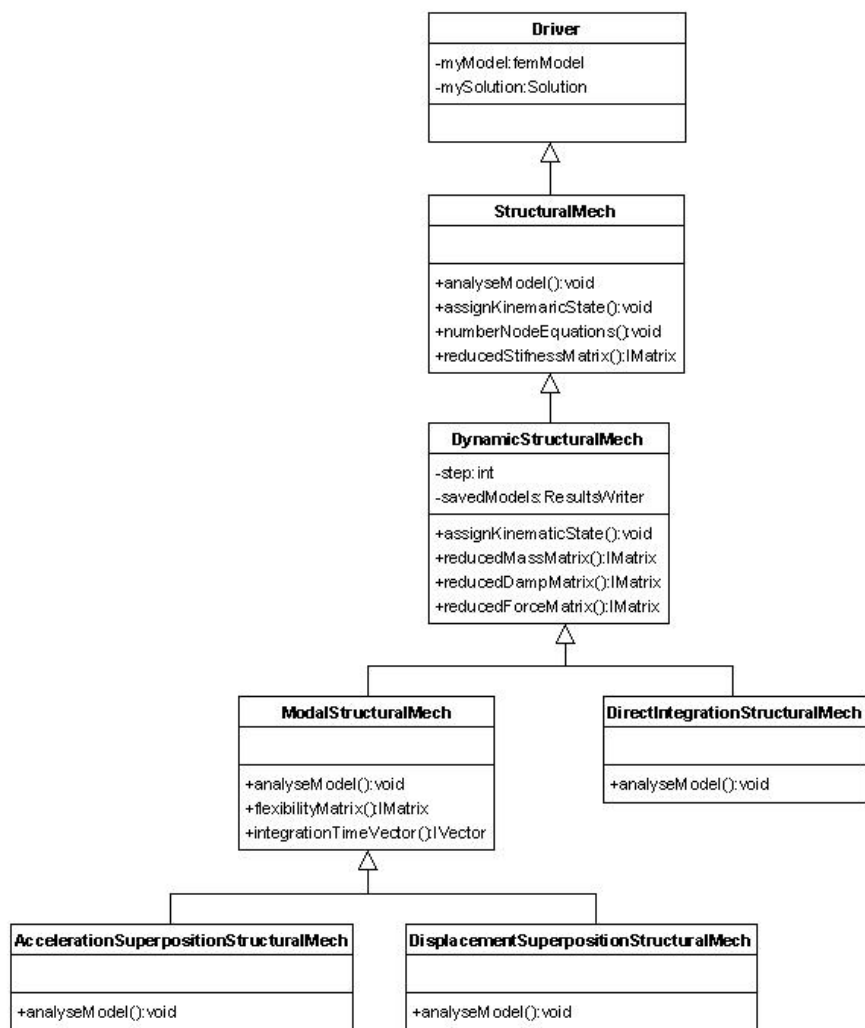 Driver
-myModel:femModel
-mySolution:Solution
StructuralMech
+analyseModel():void
+assignKinemaricState():void
+numberNodeEquations():void
+reducedStifnessMatrix():IMatrix
DynamicStructuralMech
-step:int
-savedModels:ResultsWriter
+assignKinematicState():void
+reducedMassMatrix():IMatrix
+reducedDampMatrix():IMatrix
+reducedForceMatrix():IMatrix
ModalStructuralMech
+analyseModel():void
+flexibilityMatrix():IMatrix
+integrationTimeVector():IVector
DirectIntegrationStructuralMech
+analyseModel():void
AccelerationSuperpositionStructuralMech
+analyseModel():void
DisplacementSuperpositionStructuralMech
+analyseModel():void